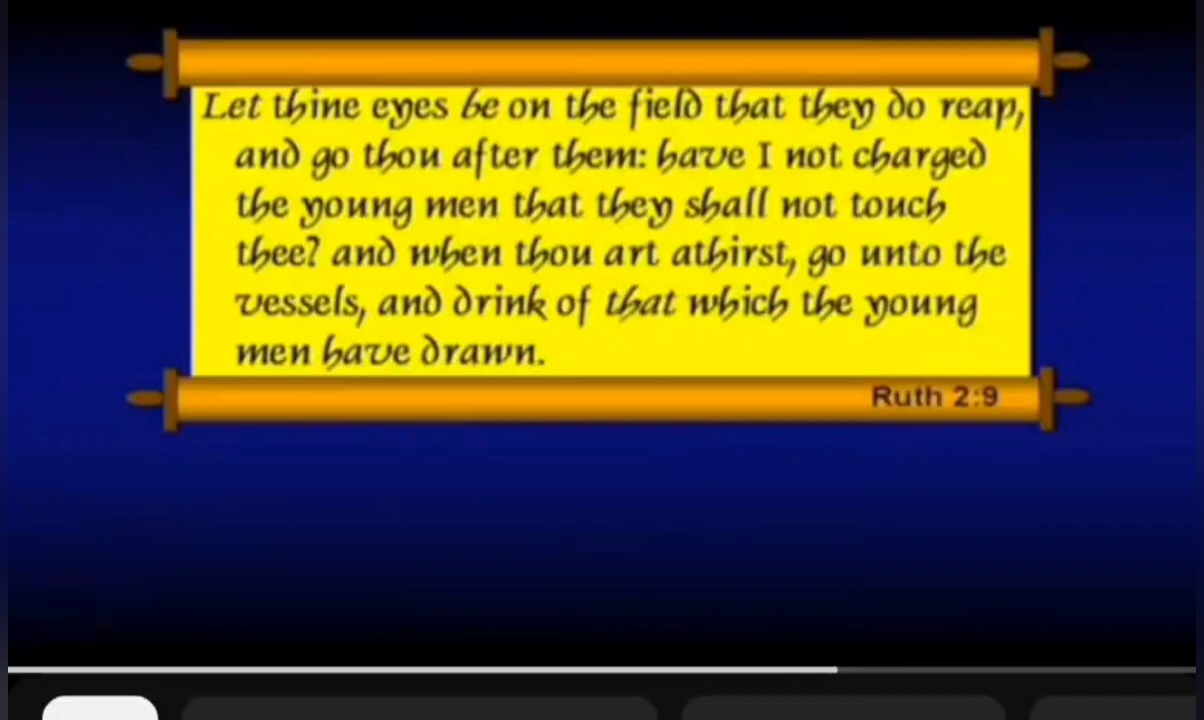 Let thine eyes be on the field that they do reap,
and go thou after them: have I not charged
the young men that they shall not touch
thee? and when thou art athirst, go unto the
vessels, and drink of that which the young
men have drawn.
Ruth 2:9